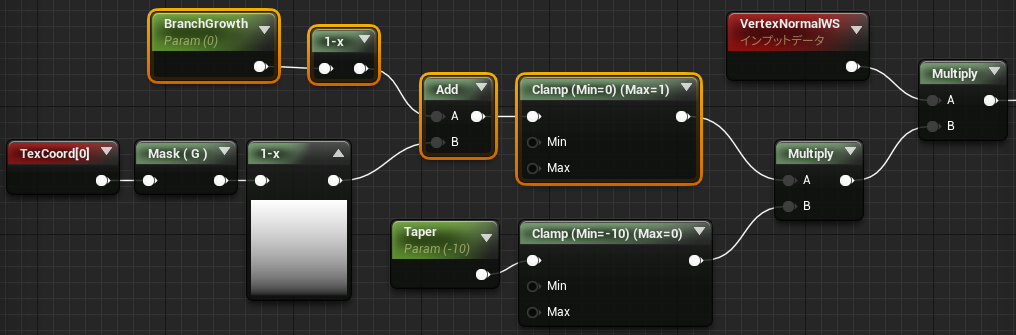 BranchGrowth
Param (0)
1-x
Add
A
B
Clamp (Min=0) (Max=1)
Min
Max
VertexNormalWS
インプットデータ
Multiply
A
B
TexCoord[0]
Mask ( G )
1-x
Multiply
A
B
Taper
Param (-10)
Clamp (Min=-10) (Max=0)
Min
Max